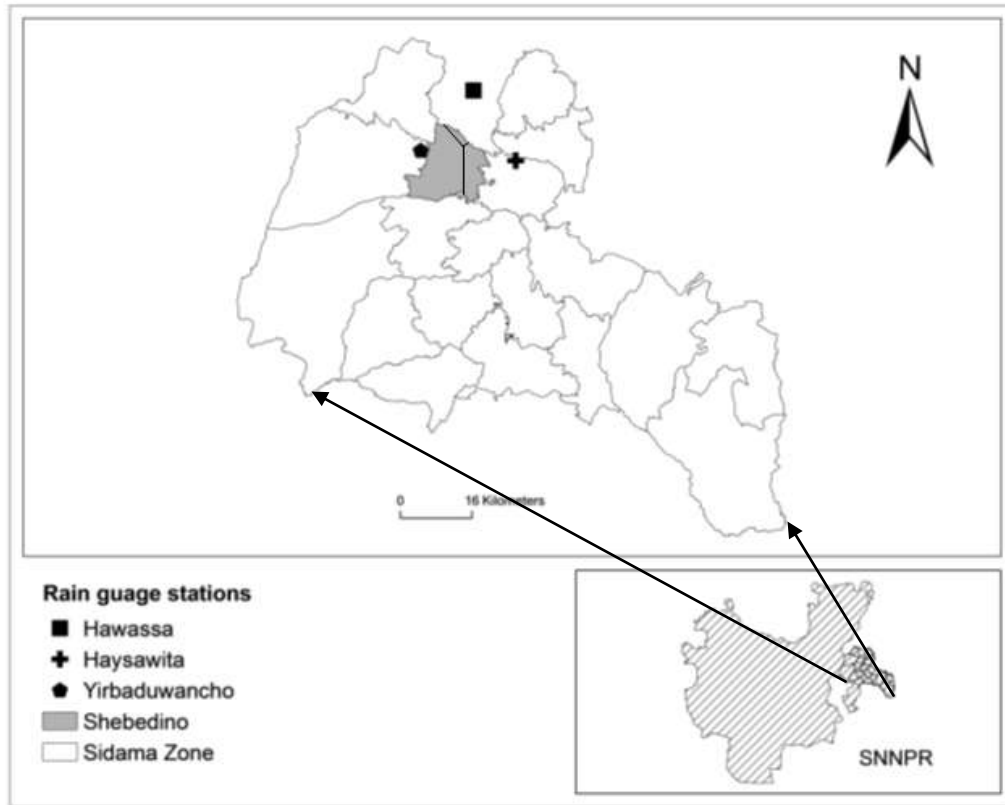 N
0 16 Kilometers
Rain guage stations
Hawassa
Haysawita
Yirbaduwancho
Shebedino
Sidama Zone
SNNPR